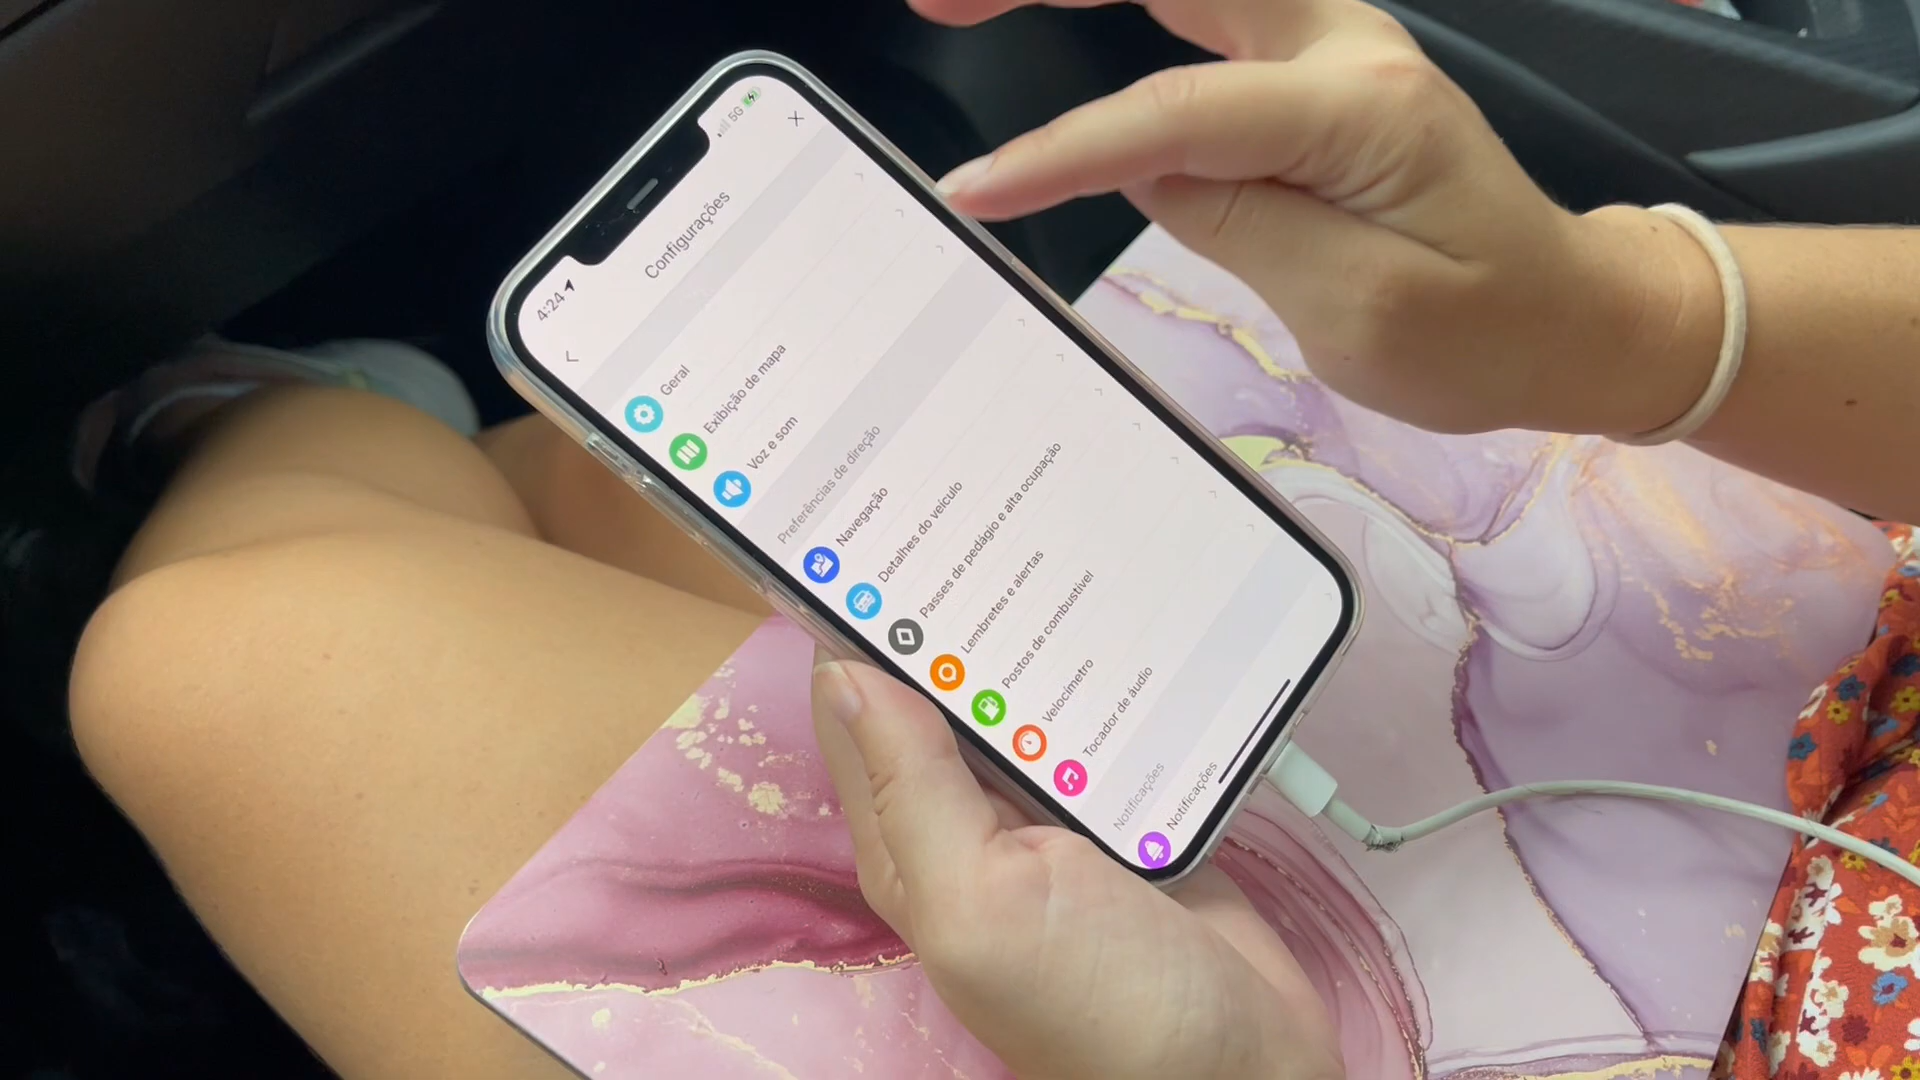 4:24
5G
Configurações
Geral
Exibição de mapa
Voz e som
Preferências de direção
Navegação
Detalhes do veículo
Passes de pedágio e alta ocupação
Lembretes e alertas
Postos de combustível
Velocímetro
Tocador de áudio
Notificações
Notificações